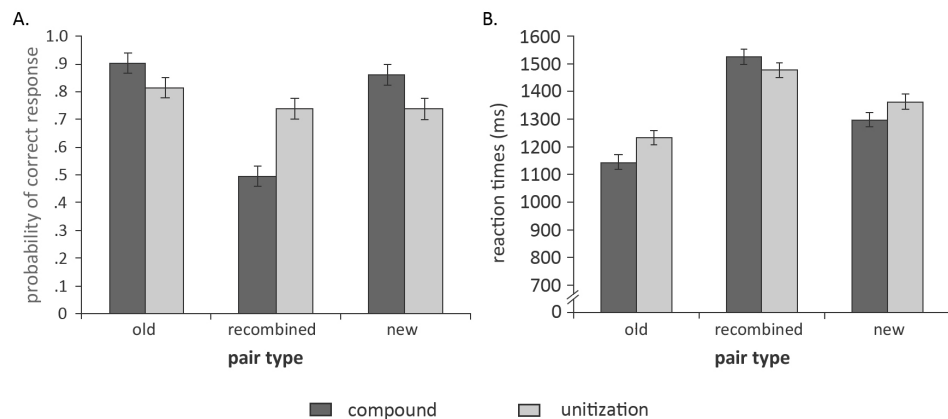 A.
probability of correct response
1.0
.9
.8
.7
.6
.5
.4
.3
.2
.1
0
old recombined new
pair type
B.
reaction times (ms)
1600
1500
1400
1300
1200
1100
1000
900
800
700
0
old recombined new
pair type
compound unitization